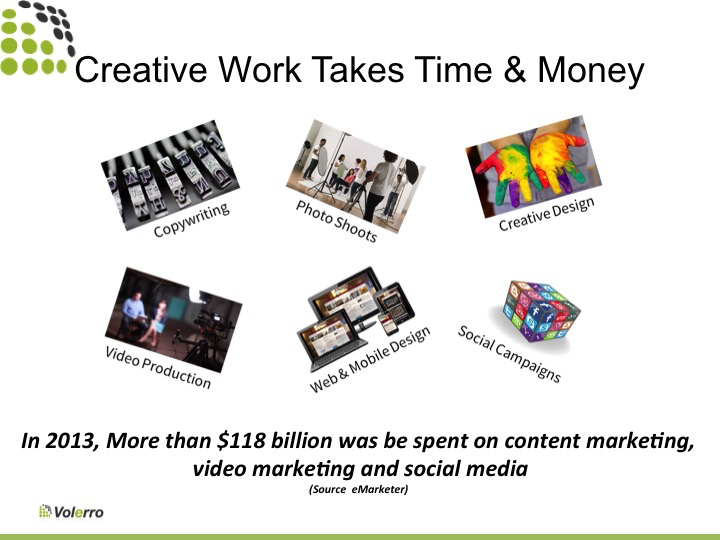 Creative Work Takes Time & Money
Copywriting
Photo Shoots
Creative Design
Video Production
Web & Mobile Design
Social Campaigns
In 2013, More than $118 billion was be spent on content marketing,
video marketing and social media
(Source eMarketer)
Volerro